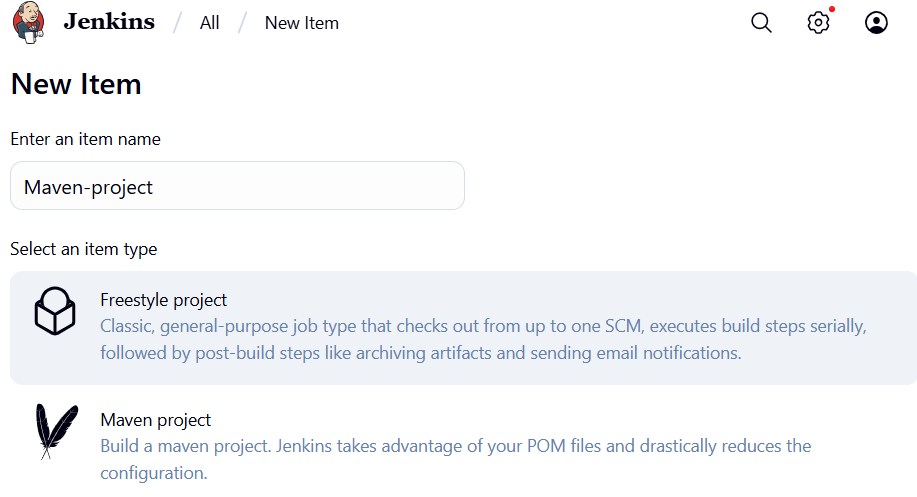 Jenkins / All / New Item
New Item
Enter an item name
Maven-project
Select an item type
Freestyle project
Classic, general-purpose job type that checks out from up to one SCM, executes build steps serially,
followed by post-build steps like archiving artifacts and sending email notifications.
Maven project
Build a maven project. Jenkins takes advantage of your POM files and drastically reduces the
configuration.